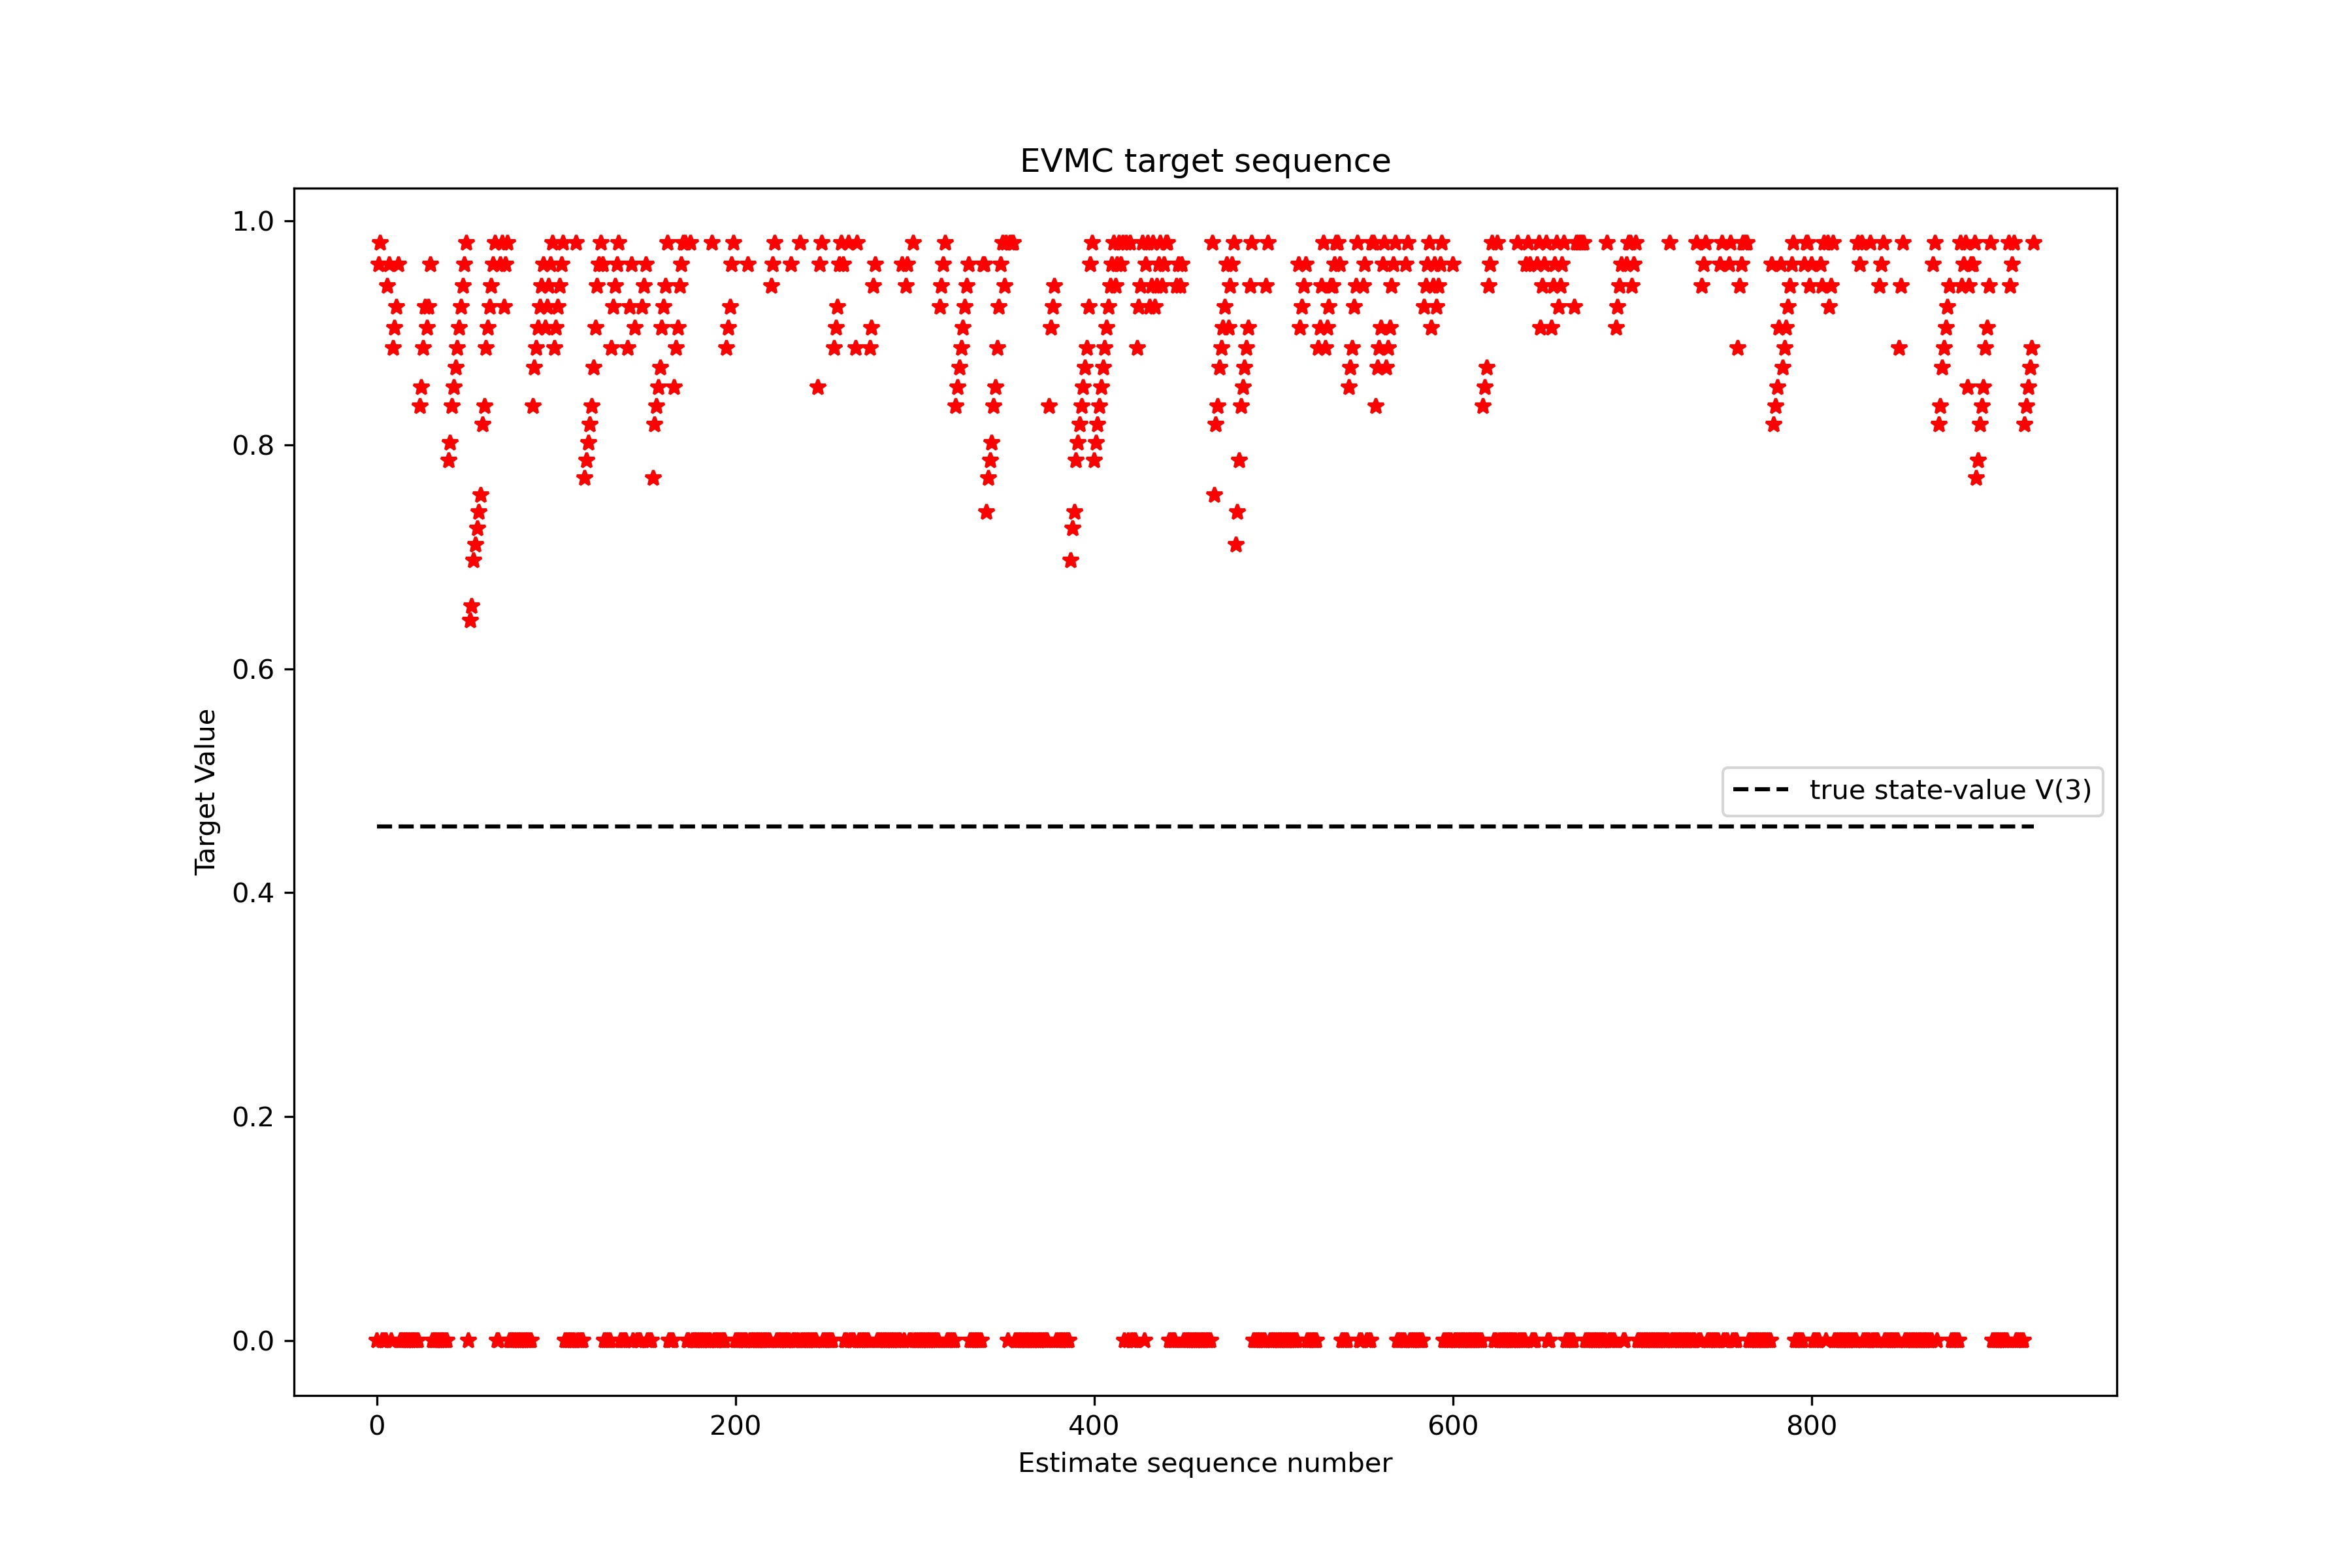 EVMC target sequence
1.0
0.8
0.6
0.4
0.2
0.0
Target Value
true state-value V(3)
0 200 400 600 800
Estimate sequence number